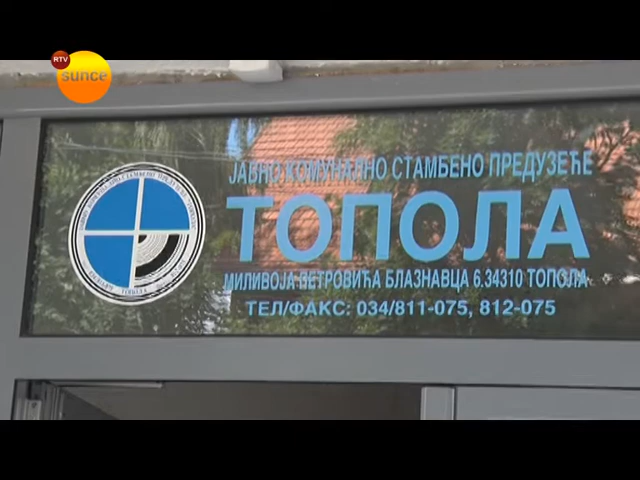 RTV
sunce
ЈАВНО КОМУНАЛНО СТАМБЕНО ПРЕДУЗЕЋЕ
ТОПОЛА
МИЛИВОЈА ПЕТРОВИЋА БЛАЗНАВЦА 6.34310 ТОПОЛА
ТЕЛ/ФАКС: 034/811-075, 812-075